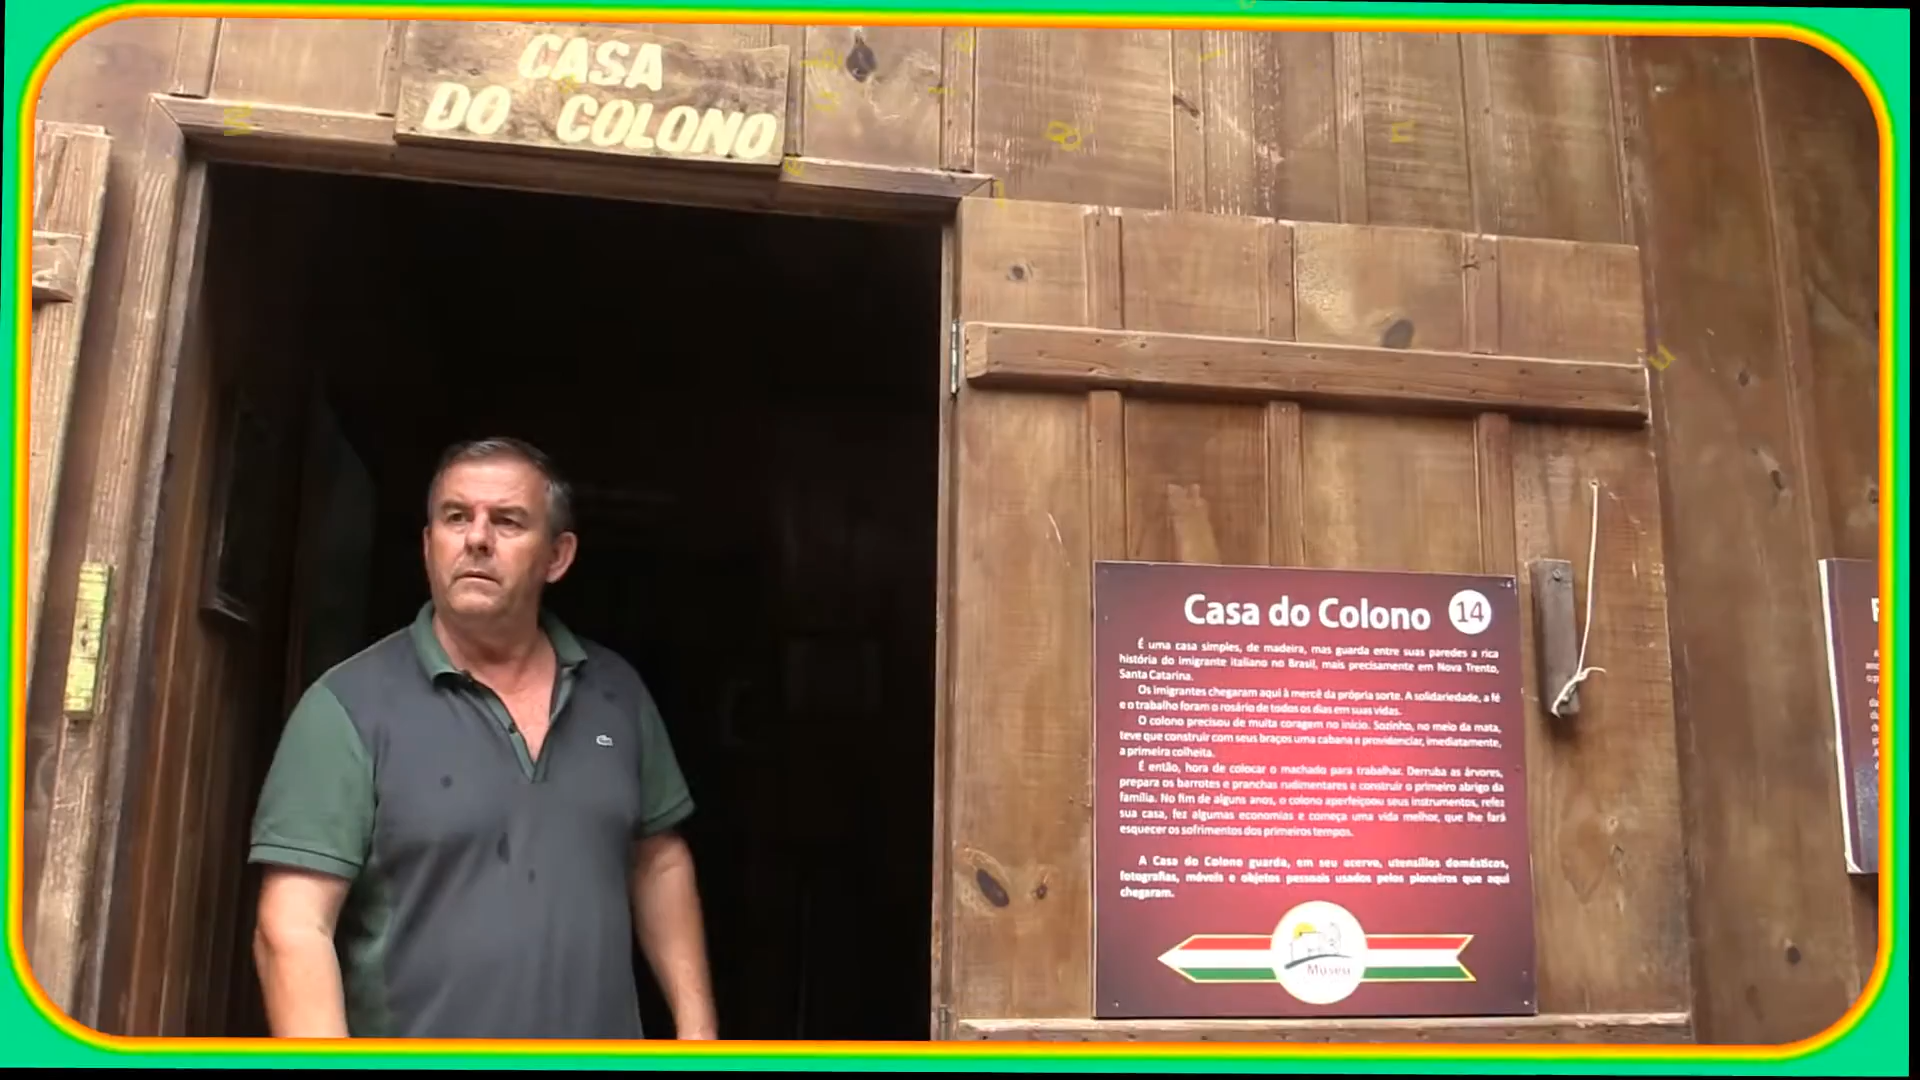 CASA
DO COLONO
Casa do Colono 14
É uma casa simples, de madeira, mas guarda entre suas paredes a rica
história do imigrante italiano no Brasil, mais precisamente em Nova Trento,
Santa Catarina.
Os imigrantes chegaram aqui à mercê da própria sorte. A solidariedade, a fé
e o trabalho foram o rosário de todos os dias em suas vidas.
O colono precisou de muita coragem no início. Sozinho, no meio da mata,
teve que construir com seus braços uma cabana e providenciar, imediatamente,
a primeira colheita.
É então, hora de colocar o machado para trabalhar. Derruba as árvores,
prepara os barrotes e pranchas rudimentares e construir o primeiro abrigo da
família. No fim de alguns anos, o colono aperfeiçoou seus instrumentos, refez
sua casa, fez algumas economias e começa uma vida melhor, que lhe fará
esquecer os sofrimentos dos primeiros tempos.
A Casa do Colono guarda, em seu acervo, utensílios domésticos,
fotografias, móveis e objetos pessoais usados pelos pioneiros que aqui
chegaram.
Museu